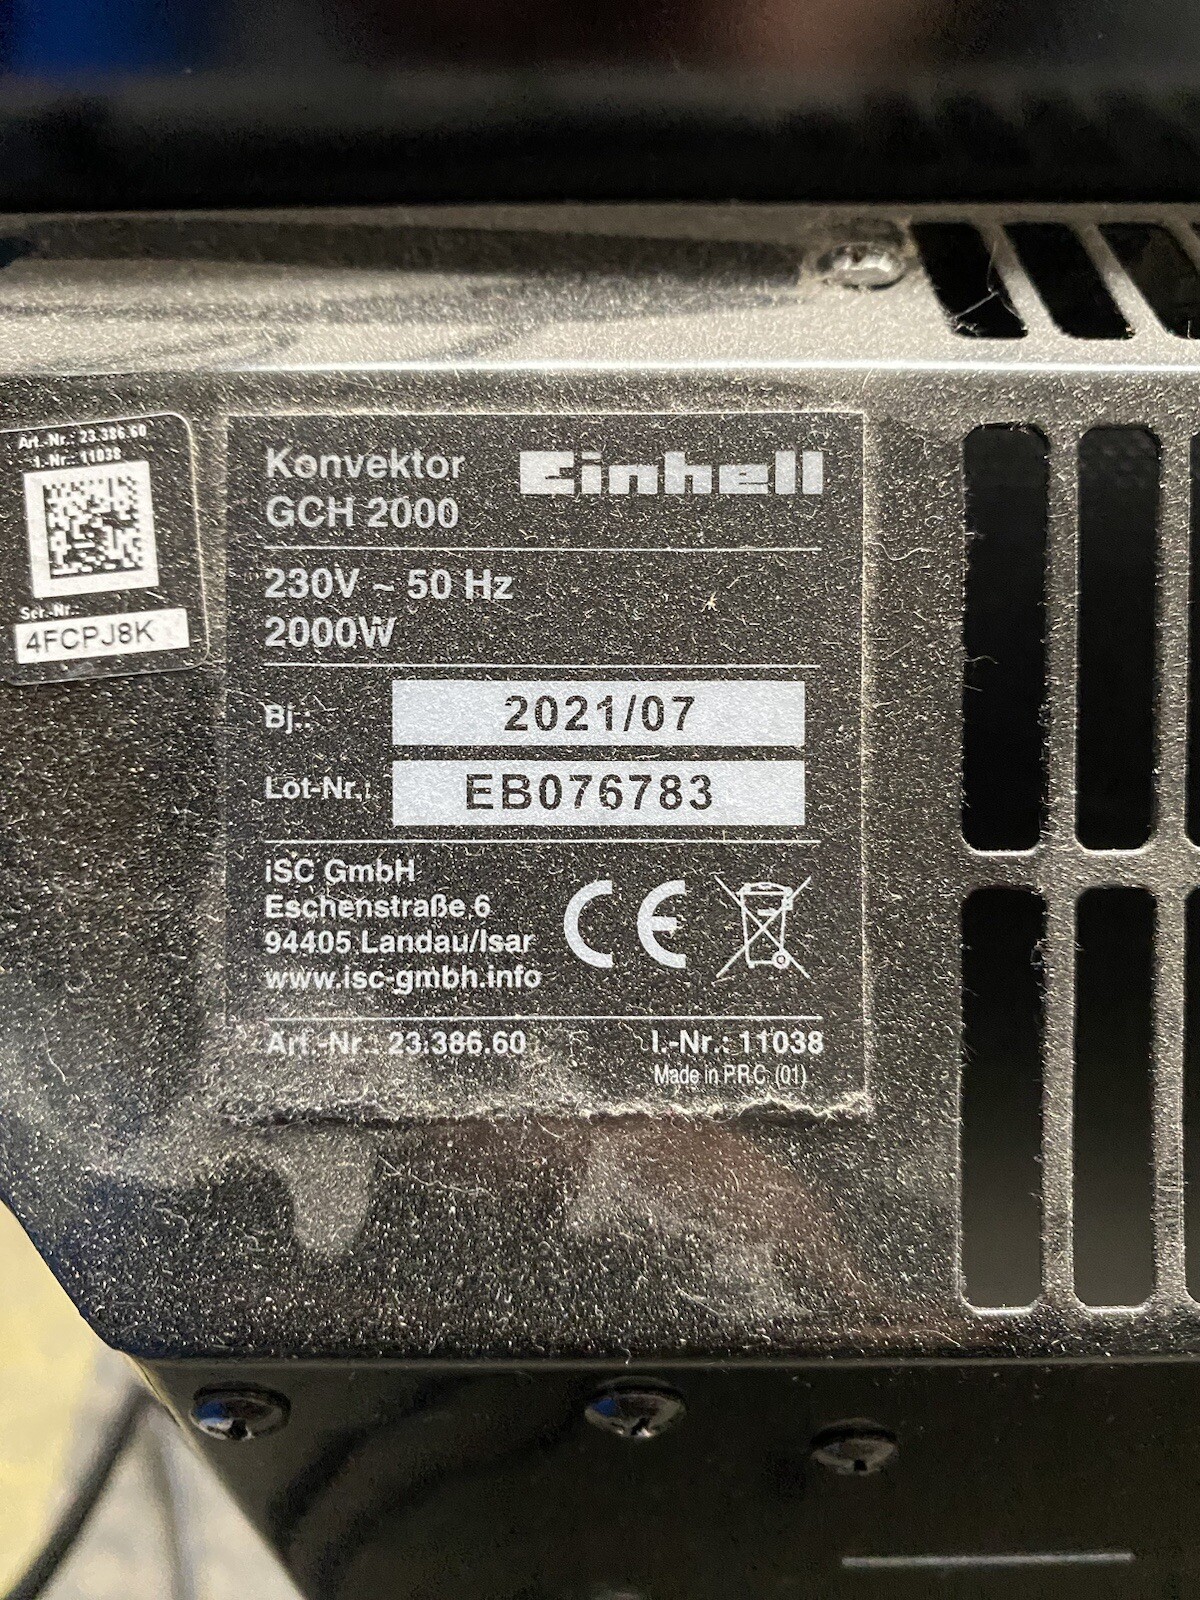 Art.-Nr.: 23.386.60
I.-Nr.: 11038
Ser.-Nr.:
4FCPJ8K
Konvektor
GCH 2000
Einhell
230V ~ 50 Hz
2000W
Bj.: 2021/07
Lot-Nr.: EB076783
iSC GmbH
Eschenstraße 6
94405 Landau/Isar
www.isc-gmbh.info
CE
Art.-Nr.: 23.386.60 I.-Nr.: 11038
Made in P.R.C. (01)